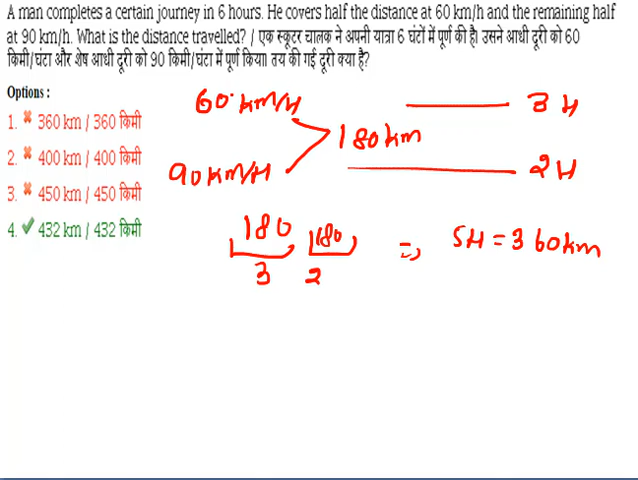 A man completes a certain journey in 6 hours. He covers half the distance at 60 km/h and the remaining half
at 90 km/h. What is the distance travelled? / एक स्कूटर चालक ने अपनी यात्रा 6 घंटों में पूर्ण की है। उसने आधी दूरी को 60
किमी/घंटा और शेष आधी दूरी को 90 किमी/घंटा में पूर्ण किया। तय की गई दूरी क्या है?
Options :
1. 360 km / 360 किमी
2. 400 km / 400 किमी
3. 450 km / 450 किमी
4. 432 km / 432 किमी
60 km/H 3 H
180 km
90 km/H 2 H
180 180 => 5H = 360 km
3 2